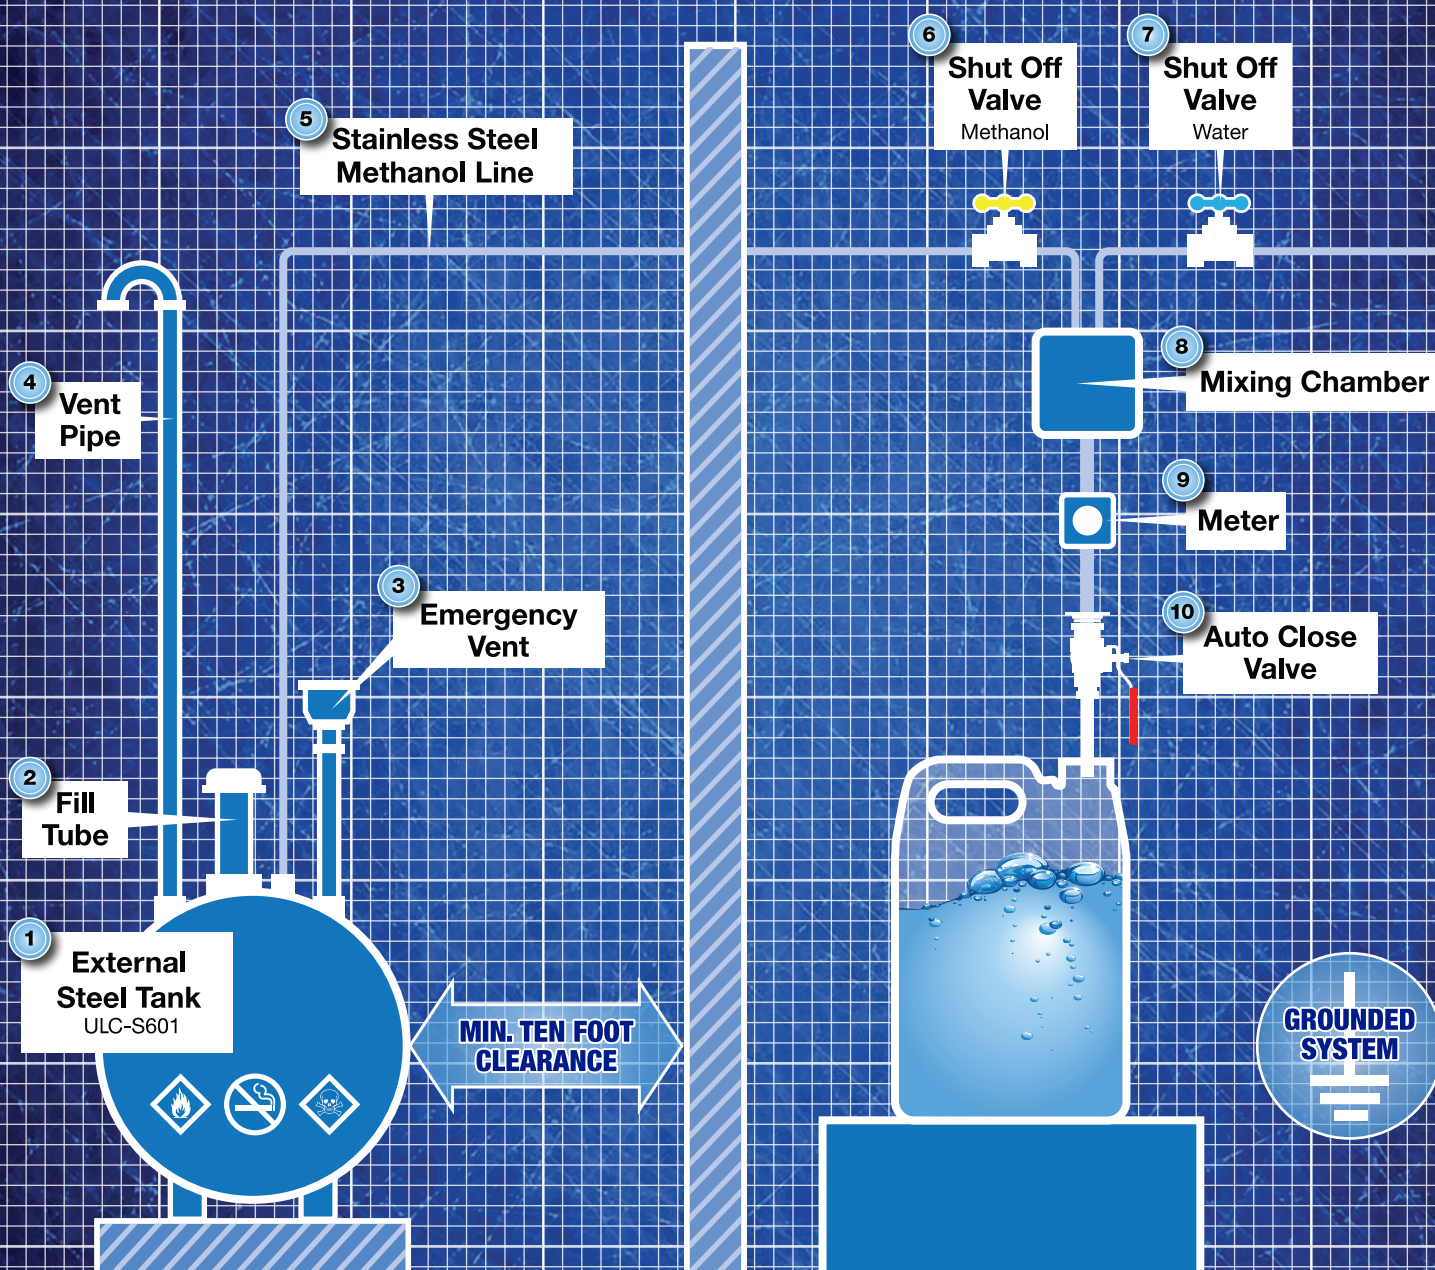 1
External
Steel Tank
ULC-S601
2
Fill
Tube
3
Emergency
Vent
4
Vent
Pipe
5
Stainless Steel
Methanol Line
6
Shut Off
Valve
Methanol
7
Shut Off
Valve
Water
8
Mixing Chamber
9
Meter
10
Auto Close
Valve
MIN. TEN FOOT
CLEARANCE
GROUNDED
SYSTEM